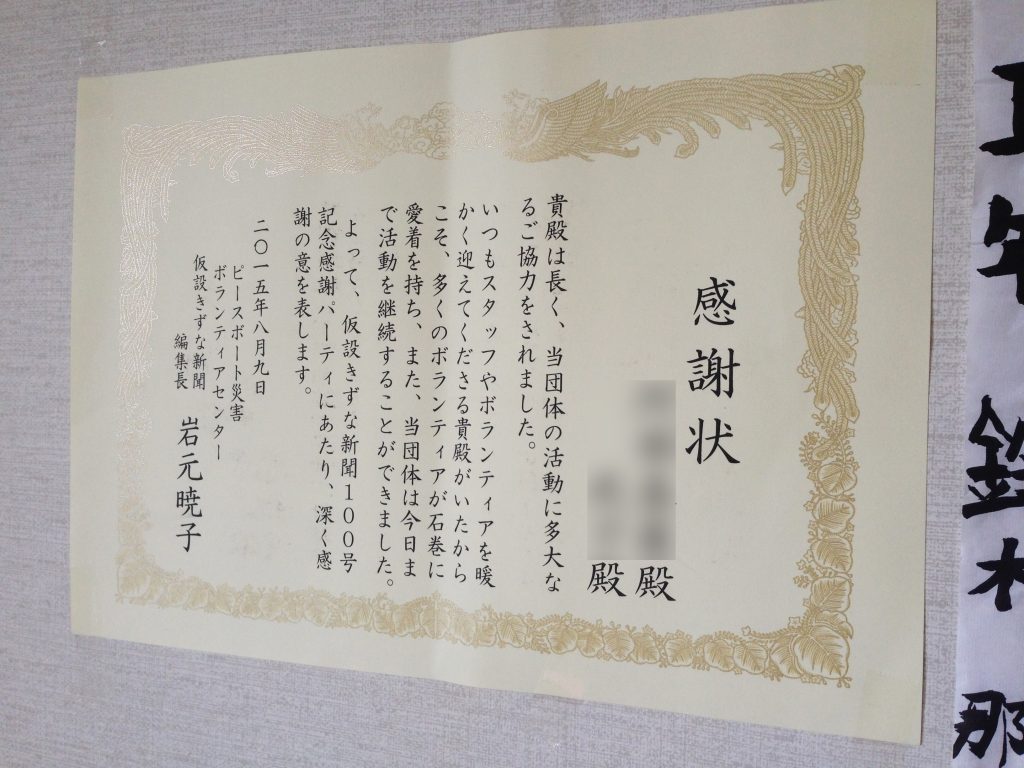 感謝状
殿
殿
貴殿は長く、当団体の活動に多大な
るご協力をされました。
いつもスタッフやボランティアを暖
かく迎えてくださる貴殿がいたから
こそ、多くのボランティアが石巻に
愛着を持ち、また、当団体は今日ま
で活動を継続することができました。
よって、仮設きずな新聞１００号
記念感謝パーティにあたり、深く感
謝の意を表します。
二〇一五年八月九日
ピースボート災害
ボランティアセンター
仮設きずな新聞
編集長 岩元暁子
年 鈴木 那